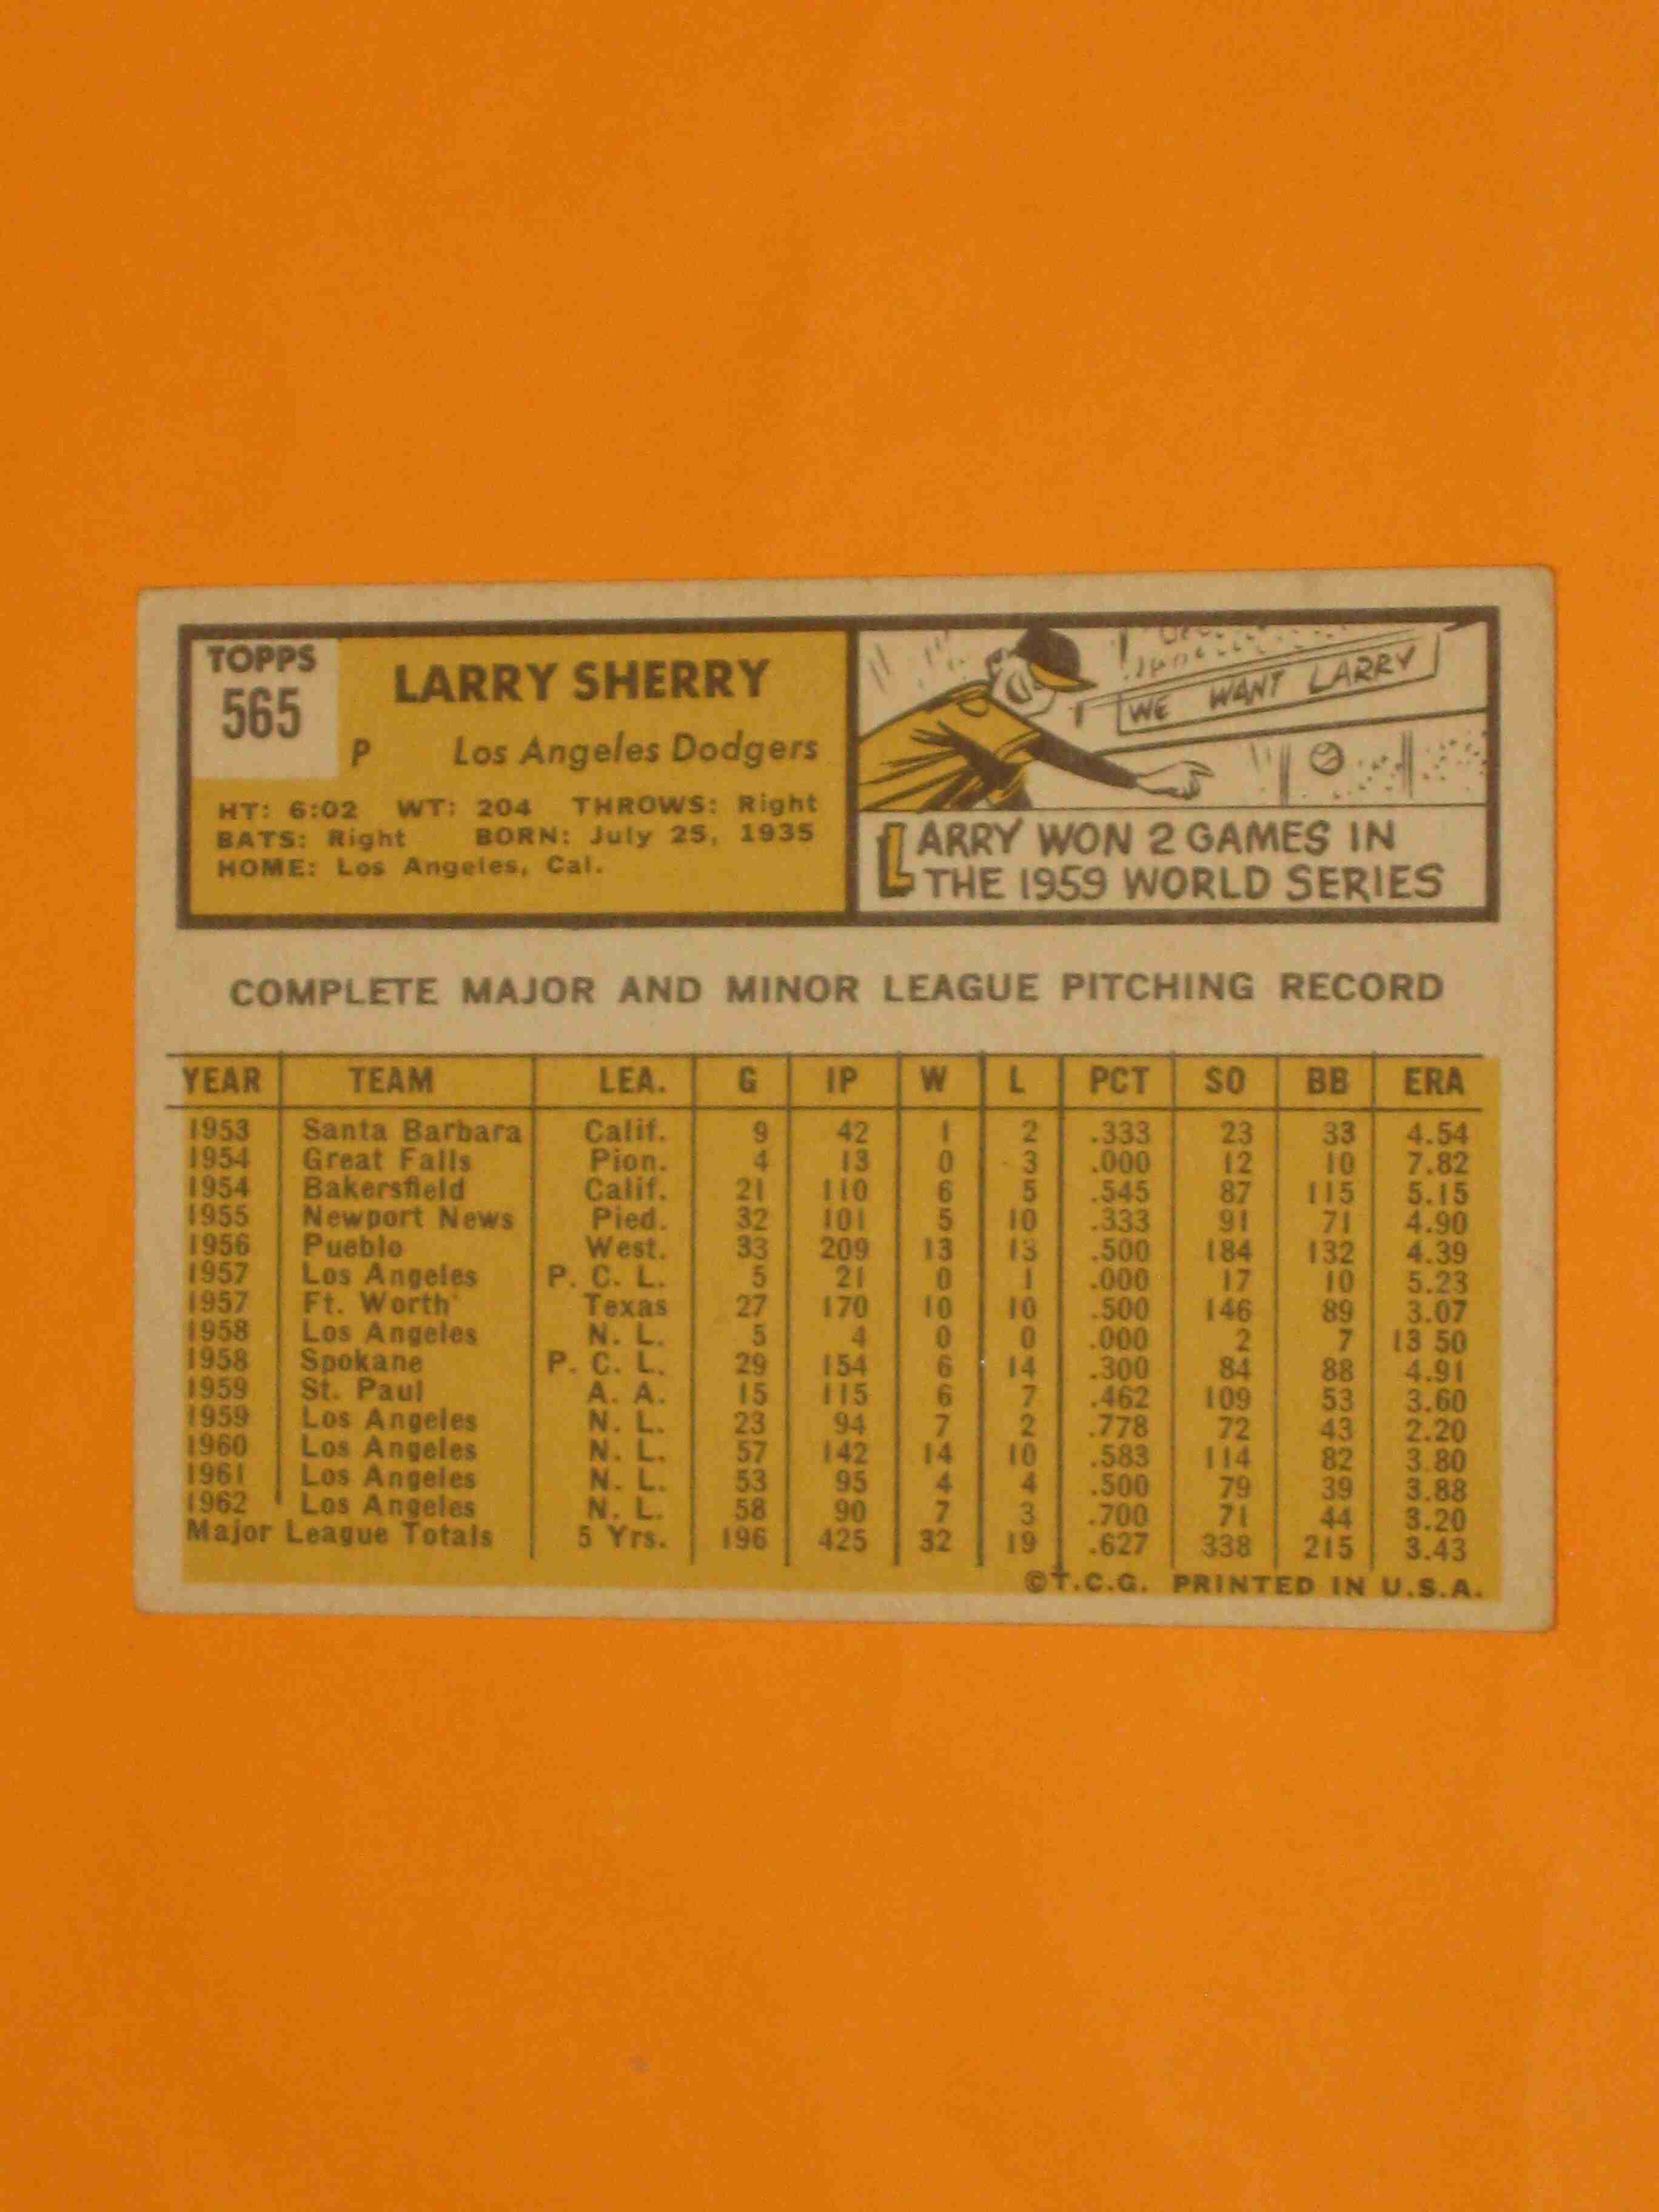 TOPPS
565
LARRY SHERRY
P Los Angeles Dodgers
HT: 6:02 WT: 204 THROWS: Right
BATS: Right BORN: July 25, 1935
HOME: Los Angeles, Cal.
WE WANT LARRY
LARRY WON 2 GAMES IN
THE 1959 WORLD SERIES
COMPLETE MAJOR AND MINOR LEAGUE PITCHING RECORD
YEAR TEAM LEA. G IP W L PCT SO BB ERA
1953 Santa Barbara Calif. 9 42 1 2 .333 23 33 4.54
1954 Great Falls Pion. 4 13 0 3 .000 12 10 7.82
1954 Bakersfield Calif. 21 110 6 5 .545 87 115 5.15
1955 Newport News Pied. 32 101 5 10 .333 91 71 4.90
1956 Pueblo West. 33 209 13 13 .500 184 132 4.39
1957 Los Angeles P. C. L. 5 21 0 1 .000 17 10 5.23
1957 Ft. Worth Texas 27 170 10 10 .500 146 89 3.07
1958 Los Angeles N. L. 5 4 0 0 .000 2 7 13 50
1958 Spokane P. C. L. 29 154 6 14 .300 84 88 4.91
1959 St. Paul A. A. 15 115 6 7 .462 109 53 3.60
1959 Los Angeles N. L. 23 94 7 2 .778 72 43 2.20
1960 Los Angeles N. L. 57 142 14 10 .583 114 82 3.80
1961 Los Angeles N. L. 53 95 4 4 .500 79 39 3.88
1962 Los Angeles N. L. 58 90 7 3 .700 71 44 3.20
Major League Totals 5 Yrs. 196 425 32 19 .627 338 215 3.43
©T.C.G. PRINTED IN U.S.A.